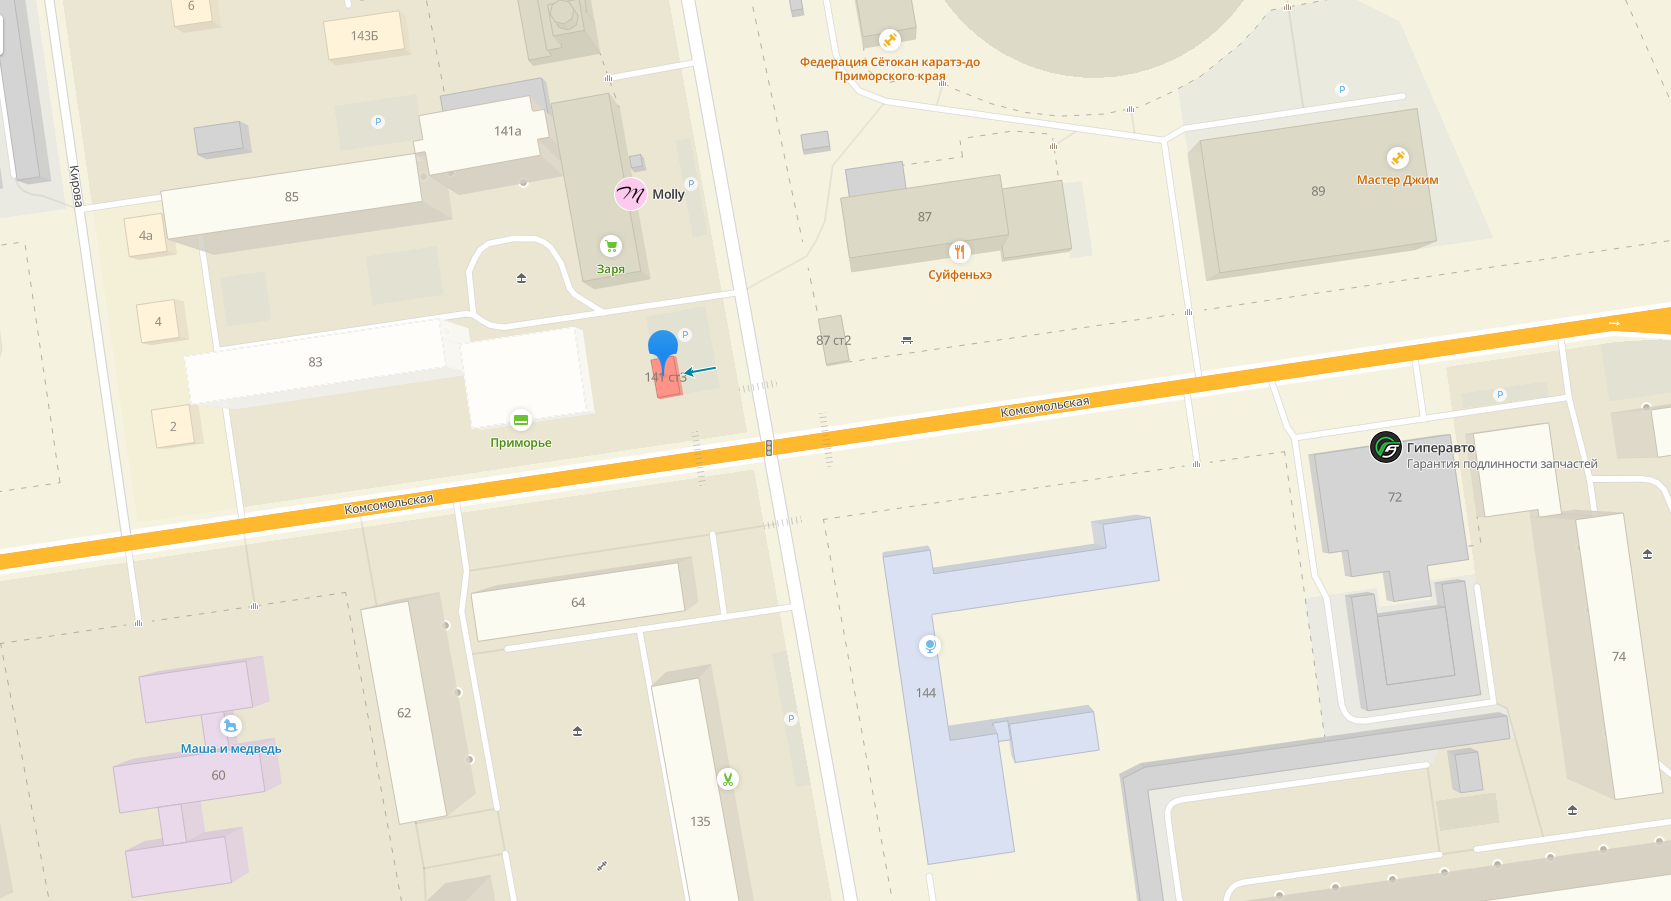 6
143Б
Федерация Сётокан каратэ-до
Приморского края
P
P
141а
Кирова
85
Molly
P
Мастер Джим
89
4а
87
Заря
Суйфеньхэ
4
P
83
87 ст2
141 ст3
Комсомольская
P
2
Приморье
Гиперавто
Гарантия подлинности запчастей
72
Комсомольская
64
144
74
62
P
Маша и медведь
60
135